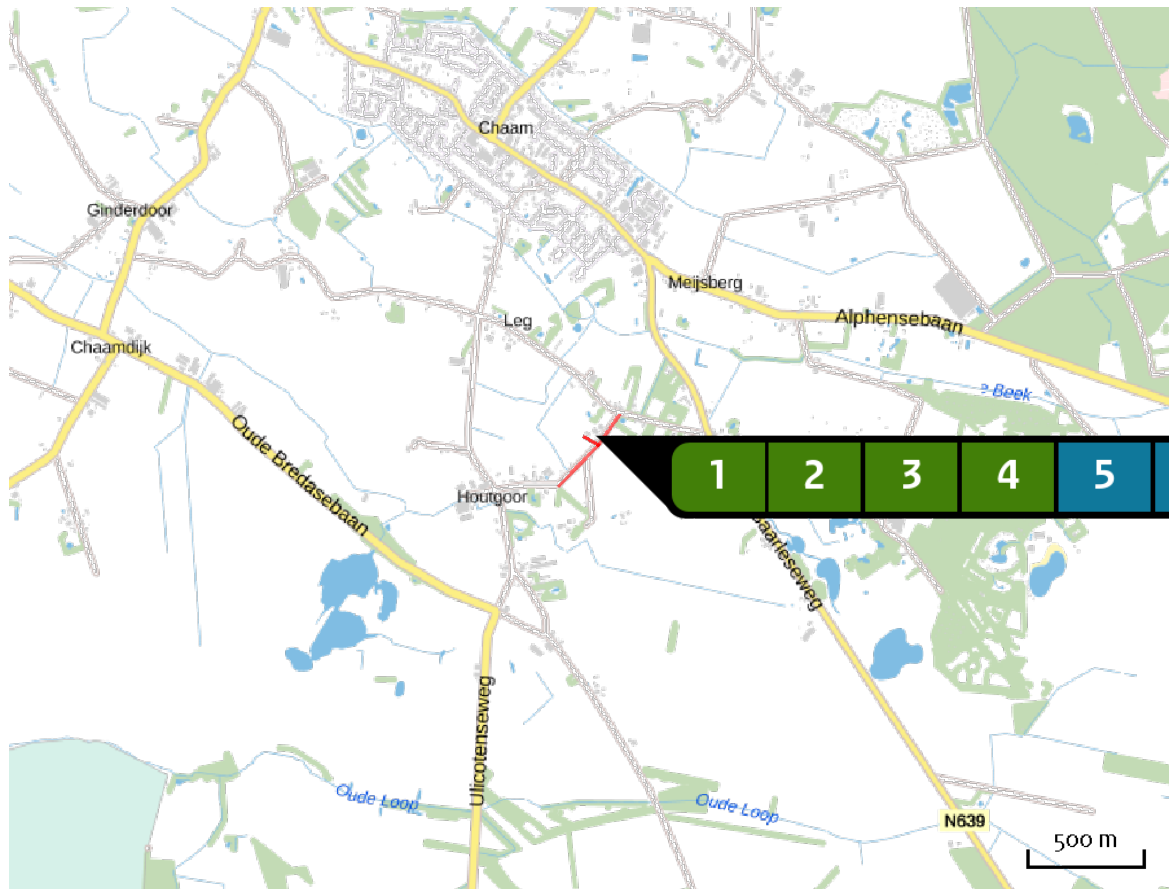 Chaam
Ginderdoor
Meijsberg
Leg
Alphensebaan
Chaamdijk
e Beek
Oude Bredasebaan
1 2 3 4 5
Houtgoor
Baarleseweg
Ulicotenseweg
Oude Loop
Oude Loop
N639
500 m